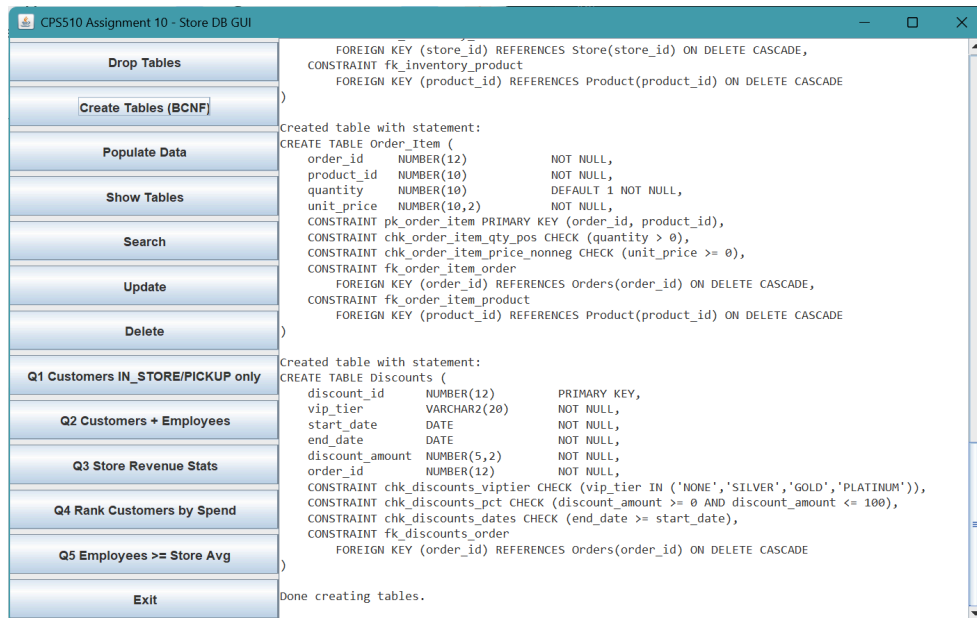 CPS510 Assignment 10 - Store DB GUI
Drop Tables
Create Tables (BCNF)
Populate Data
Show Tables
Search
Update
Delete
Q1 Customers IN_STORE/PICKUP only
Q2 Customers + Employees
Q3 Store Revenue Stats
Q4 Rank Customers by Spend
Q5 Employees >= Store Avg
Exit
FOREIGN KEY (store_id) REFERENCES Store(store_id) ON DELETE CASCADE,
CONSTRAINT fk_inventory_product
FOREIGN KEY (product_id) REFERENCES Product(product_id) ON DELETE CASCADE
)
Created table with statement:
CREATE TABLE Order_Item (
order_id NUMBER(12) NOT NULL,
product_id NUMBER(10) NOT NULL,
quantity NUMBER(10) DEFAULT 1 NOT NULL,
unit_price NUMBER(10,2) NOT NULL,
CONSTRAINT pk_order_item PRIMARY KEY (order_id, product_id),
CONSTRAINT chk_order_item_qty_pos CHECK (quantity > 0),
CONSTRAINT chk_order_item_price_nonneg CHECK (unit_price >= 0),
CONSTRAINT fk_order_item_order
FOREIGN KEY (order_id) REFERENCES Orders(order_id) ON DELETE CASCADE,
CONSTRAINT fk_order_item_product
FOREIGN KEY (product_id) REFERENCES Product(product_id) ON DELETE CASCADE
)
Created table with statement:
CREATE TABLE Discounts (
discount_id NUMBER(12) PRIMARY KEY,
vip_tier VARCHAR2(20) NOT NULL,
start_date DATE NOT NULL,
end_date DATE NOT NULL,
discount_amount NUMBER(5,2) NOT NULL,
order_id NUMBER(12) NOT NULL,
CONSTRAINT chk_discounts_viptier CHECK (vip_tier IN ('NONE','SILVER','GOLD','PLATINUM')),
CONSTRAINT chk_discounts_pct CHECK (discount_amount >= 0 AND discount_amount <= 100),
CONSTRAINT chk_discounts_dates CHECK (end_date >= start_date),
CONSTRAINT fk_discounts_order
FOREIGN KEY (order_id) REFERENCES Orders(order_id) ON DELETE CASCADE
)
Done creating tables.